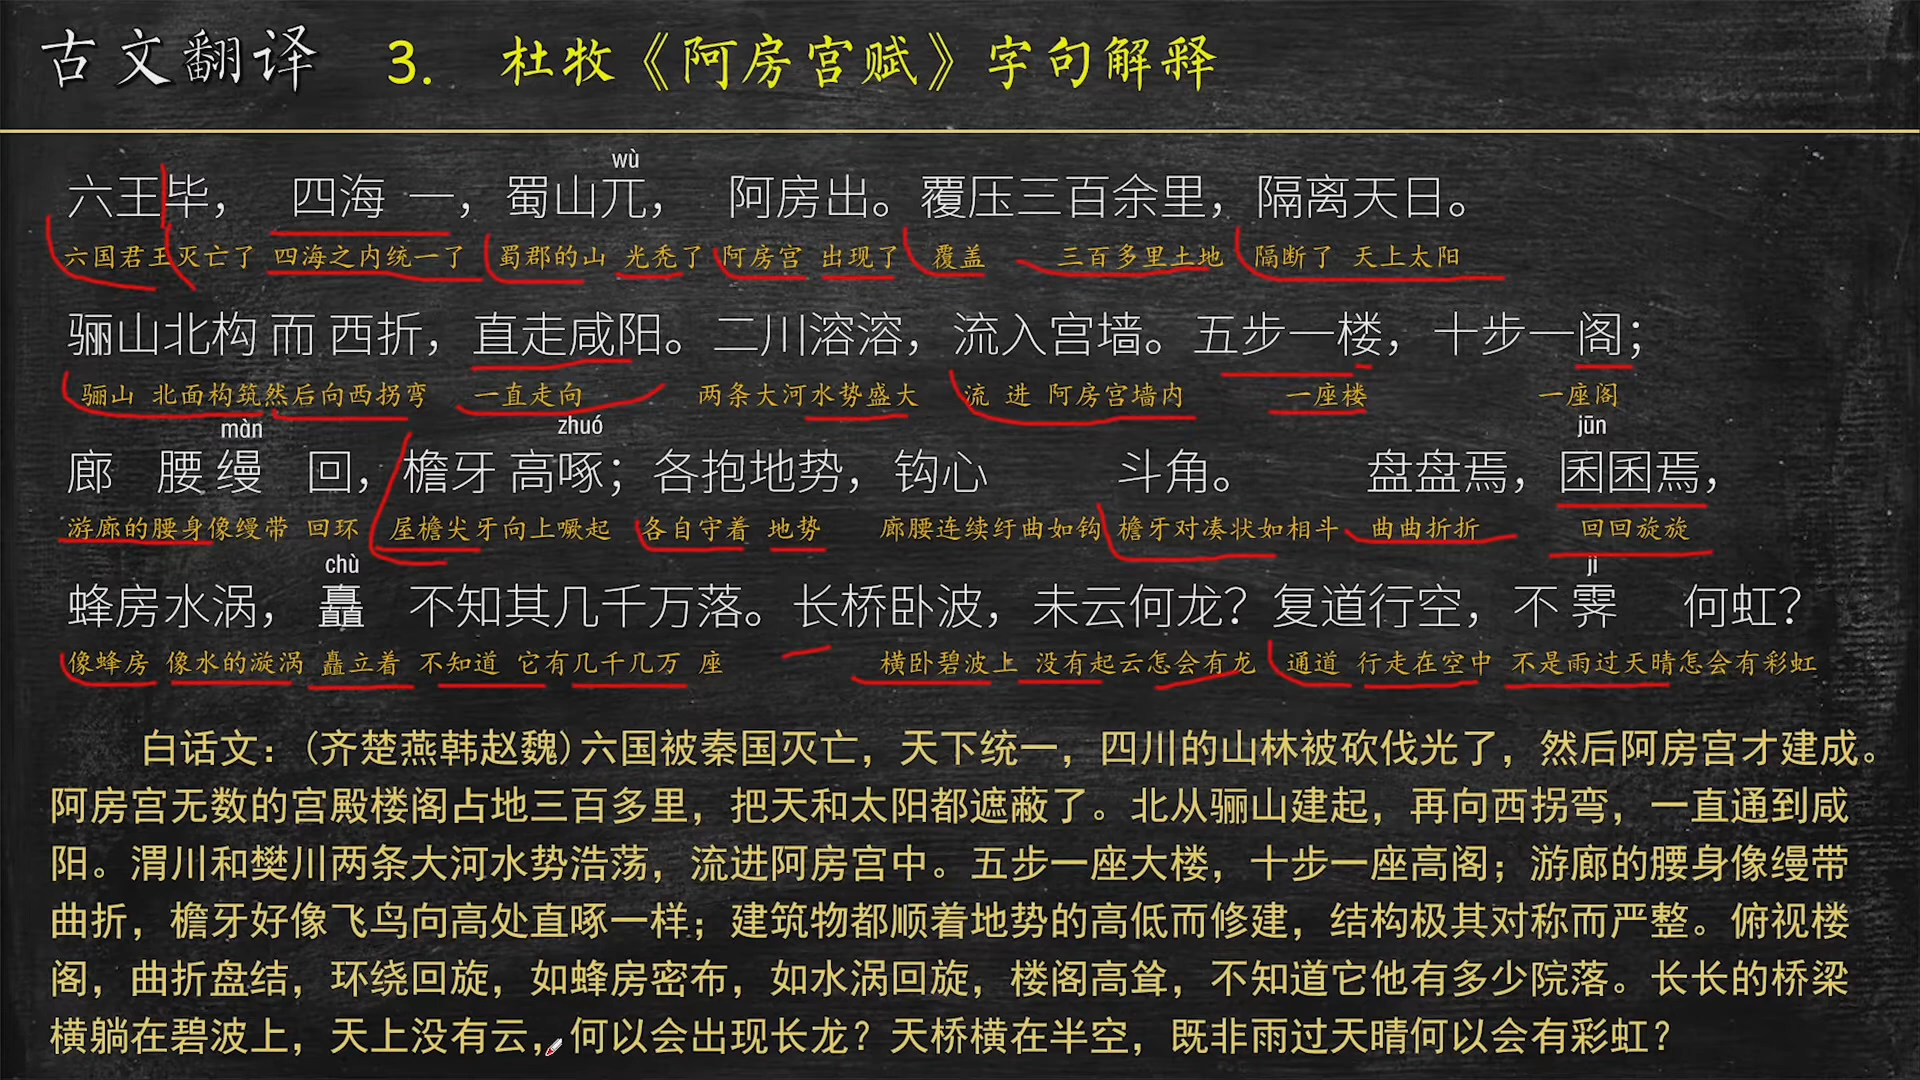 古文翻译 3. 杜牧《阿房宫赋》字句解释
wù
六王毕， 四海 一， 蜀山兀， 阿房出。覆压三百余里，隔离天日。
六国君王灭亡了 四海之内统一了 蜀郡的山 光秃了 阿房宫 出现了 覆盖 三百多里土地 隔断了 天上太阳
骊山北构 而 西折，直走咸阳。二川溶溶，流入宫墙。五步一楼，十步一阁；
骊山 北面构筑然后向西拐弯 一直走向 两条大河水势盛大 流 进 阿房宫墙内 一座楼 一座阁
màn zhuó jūn
廊 腰 缦 回，檐牙 高啄；各抱地势，钩心 斗角。 盘盘焉，囷囷焉，
游廊的腰身像缦带 回环 屋檐尖牙向上噘起 各自守着 地势 廊腰连续纡曲如钩 檐牙对凑状如相斗 曲曲折折 回回旋旋
chù jì
蜂房水涡， 矗 不知其几千万落。长桥卧波，未云何龙？复道行空，不 霁 何虹？
像蜂房 像水的漩涡 矗立着 不知道 它有几千几万 座 横卧碧波上 没有起云怎会有龙 通道 行走在空中 不是雨过天晴怎会有彩虹
白话文：(齐楚燕韩赵魏)六国被秦国灭亡，天下统一，四川的山林被砍伐光了，然后阿房宫才建成。
阿房宫无数的宫殿楼阁占地三百多里，把天和太阳都遮蔽了。北从骊山建起，再向西拐弯，一直通到咸
阳。渭川和樊川两条大河水势浩荡，流进阿房宫中。五步一座大楼，十步一座高阁；游廊的腰身像缦带
曲折，檐牙好像飞鸟向高处直啄一样；建筑物都顺着地势的高低而修建，结构极其对称而严整。俯视楼
阁，曲折盘结，环绕回旋，如蜂房密布，如水涡回旋，楼阁高耸，不知道它他有多少院落。长长的桥梁
横躺在碧波上，天上没有云，何以会出现长龙？天桥横在半空，既非雨过天晴何以会有彩虹？